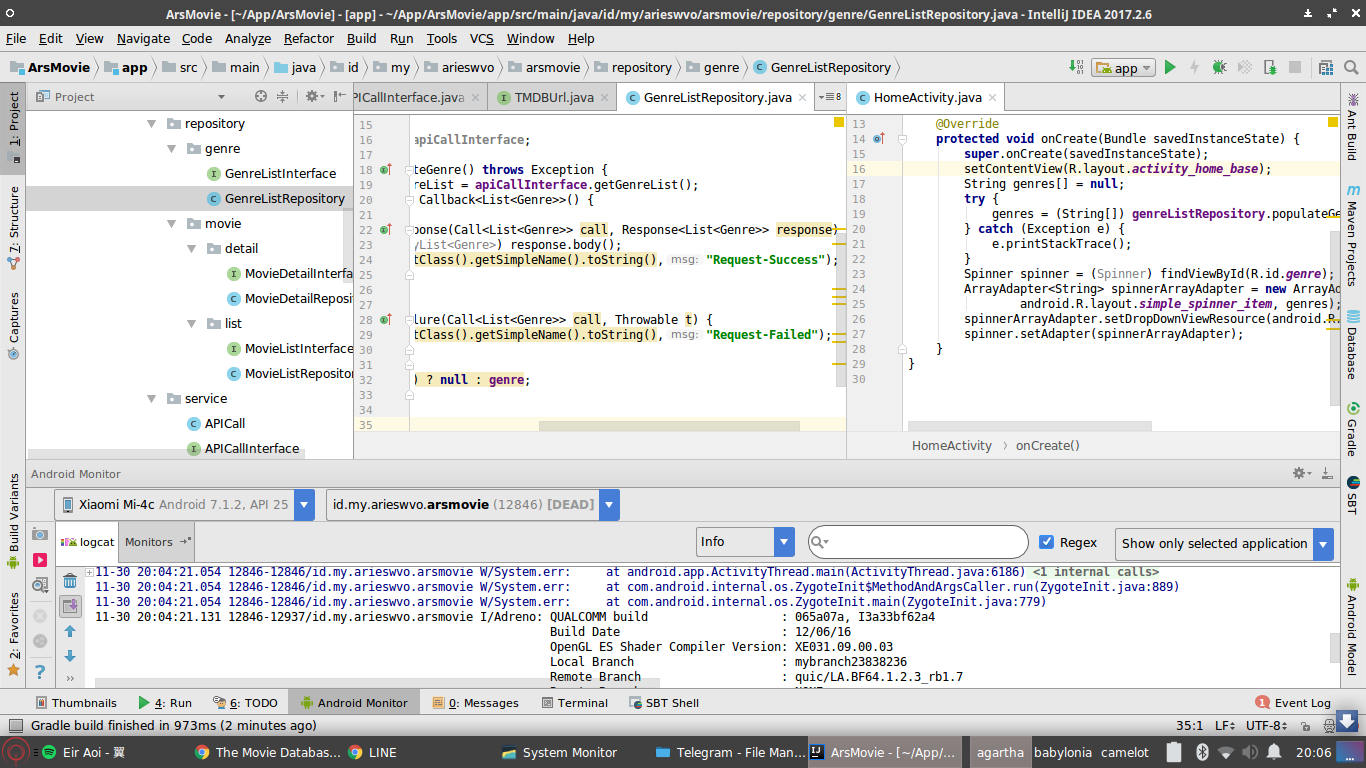 ArsMovie - [~/App/ArsMovie] - [app] - ~/App/ArsMovie/app/src/main/java/id/my/arieswvo/arsmovie/repository/genre/GenreListRepository.java - IntelliJ IDEA 2017.2.6
File Edit View Navigate Code Analyze Refactor Build Run Tools VCS Window Help
ArsMovie app src main java id my arieswvo arsmovie repository genre GenreListRepository app
1: Project
7: Structure
Captures
Build Variants
2: Favorites
Project
repository
genre
GenreListInterface
GenreListRepository
movie
detail
MovieDetailInterfa
MovieDetailReposi
list
MovieListInterface
MovieListReposito
service
APICall
APICallInterface
PICallInterface.java TMDBUrl.java GenreListRepository.java 8
15
16 apiCallInterface;
17
18 teGenre() throws Exception {
19 reList = apiCallInterface.getGenreList();
20 Callback<List<Genre>>() {
21
22 ponse(Call<List<Genre>> call, Response<List<Genre>> response)
23 yList<Genre>) response.body();
24 tClass().getSimpleName().toString(), msg: "Request-Success");
25
26
27
28 lure(Call<List<Genre>> call, Throwable t) {
29 tClass().getSimpleName().toString(), msg: "Request-Failed");
30
31
32 ) ? null : genre;
33
34
35
HomeActivity.java
13 @Override
14 protected void onCreate(Bundle savedInstanceState) {
15 super.onCreate(savedInstanceState);
16 setContentView(R.layout.activity_home_base);
17 String genres[] = null;
18 try {
19 genres = (String[]) genreListRepository.populateGe
20 } catch (Exception e) {
21 e.printStackTrace();
22 }
23 Spinner spinner = (Spinner) findViewById(R.id.genre);
24 ArrayAdapter<String> spinnerArrayAdapter = new ArrayAd
25 android.R.layout.simple_spinner_item, genres);
26 spinnerArrayAdapter.setDropDownViewResource(android.R.
27 spinner.setAdapter(spinnerArrayAdapter);
28 }
29 }
30
HomeActivity onCreate()
Ant Build
Maven Projects
Database
Gradle
SBT
Android Model
Android Monitor
Xiaomi Mi-4c Android 7.1.2, API 25 id.my.arieswvo.arsmovie (12846) [DEAD]
logcat Monitors Info Regex Show only selected application
11-30 20:04:21.054 12846-12846/id.my.arieswvo.arsmovie W/System.err: at android.app.ActivityThread.main(ActivityThread.java:6186) <1 internal calls>
11-30 20:04:21.054 12846-12846/id.my.arieswvo.arsmovie W/System.err: at com.android.internal.os.ZygoteInit$MethodAndArgsCaller.run(ZygoteInit.java:889)
11-30 20:04:21.054 12846-12846/id.my.arieswvo.arsmovie W/System.err: at com.android.internal.os.ZygoteInit.main(ZygoteInit.java:779)
11-30 20:04:21.131 12846-12937/id.my.arieswvo.arsmovie I/Adreno: QUALCOMM build : 065a07a, I3a33bf62a4
Build Date : 12/06/16
OpenGL ES Shader Compiler Version: XE031.09.00.03
Local Branch : mybranch23838236
Remote Branch : quic/LA.BF64.1.2.3_rb1.7
Thumbnails 4: Run 6: TODO Android Monitor 0: Messages Terminal SBT Shell 1 Event Log
Gradle build finished in 973ms (2 minutes ago) 35:1 LF UTF-8
Eir Aoi - 翼 The Movie Databas... LINE System Monitor Telegram - File Man... ArsMovie - [~/App/... agartha babylonia camelot 20:06